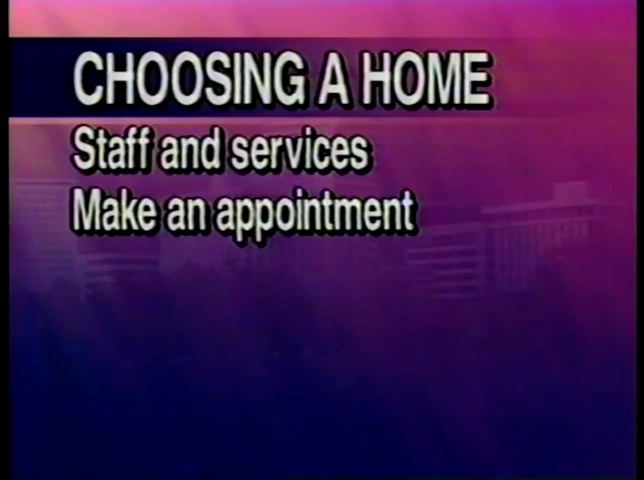 CHOOSING A HOME
Staff and services
Make an appointment